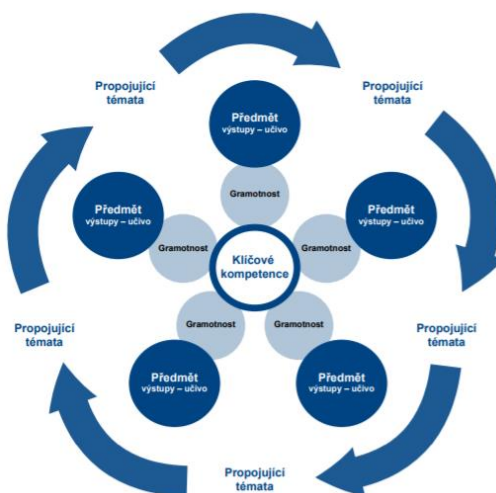 Propojující
témata
Propojující
témata
Předmět
výstupy – učivo
Gramotnost
Předmět
výstupy – učivo
Gramotnost
Klíčové
kompetence
Gramotnost
Předmět
výstupy – učivo
Propojující
témata
Gramotnost
Gramotnost
Propojující
témata
Předmět
výstupy – učivo
Předmět
výstupy – učivo
Propojující
témata